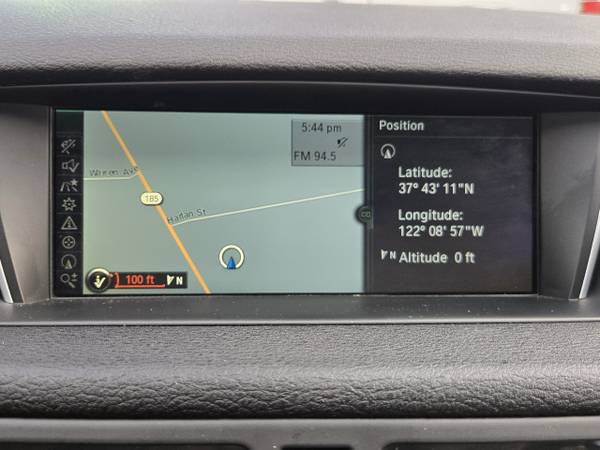 5:44 pm
FM 94.5
Warren Ave
185
Harlan St
100 ft
N
Position
Latitude:
37° 43' 11"N
Longitude:
122° 08' 57"W
N Altitude 0 ft